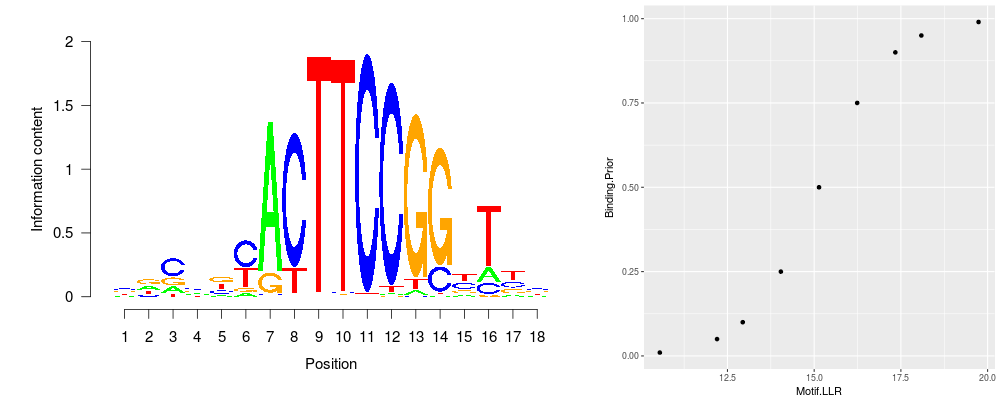 2
1.5
1
0.5
0
Information content
1 2 3 4 5 6 7 8 9 10 11 12 13 14 15 16 17 18
Position
C
C
T
A
G
C
T
T
T
C
C
G
G
C
T
A
C
1.00
0.75
0.50
0.25
0.00
Binding.Prior
12.5 15.0 17.5 20.0
Motif.LLR